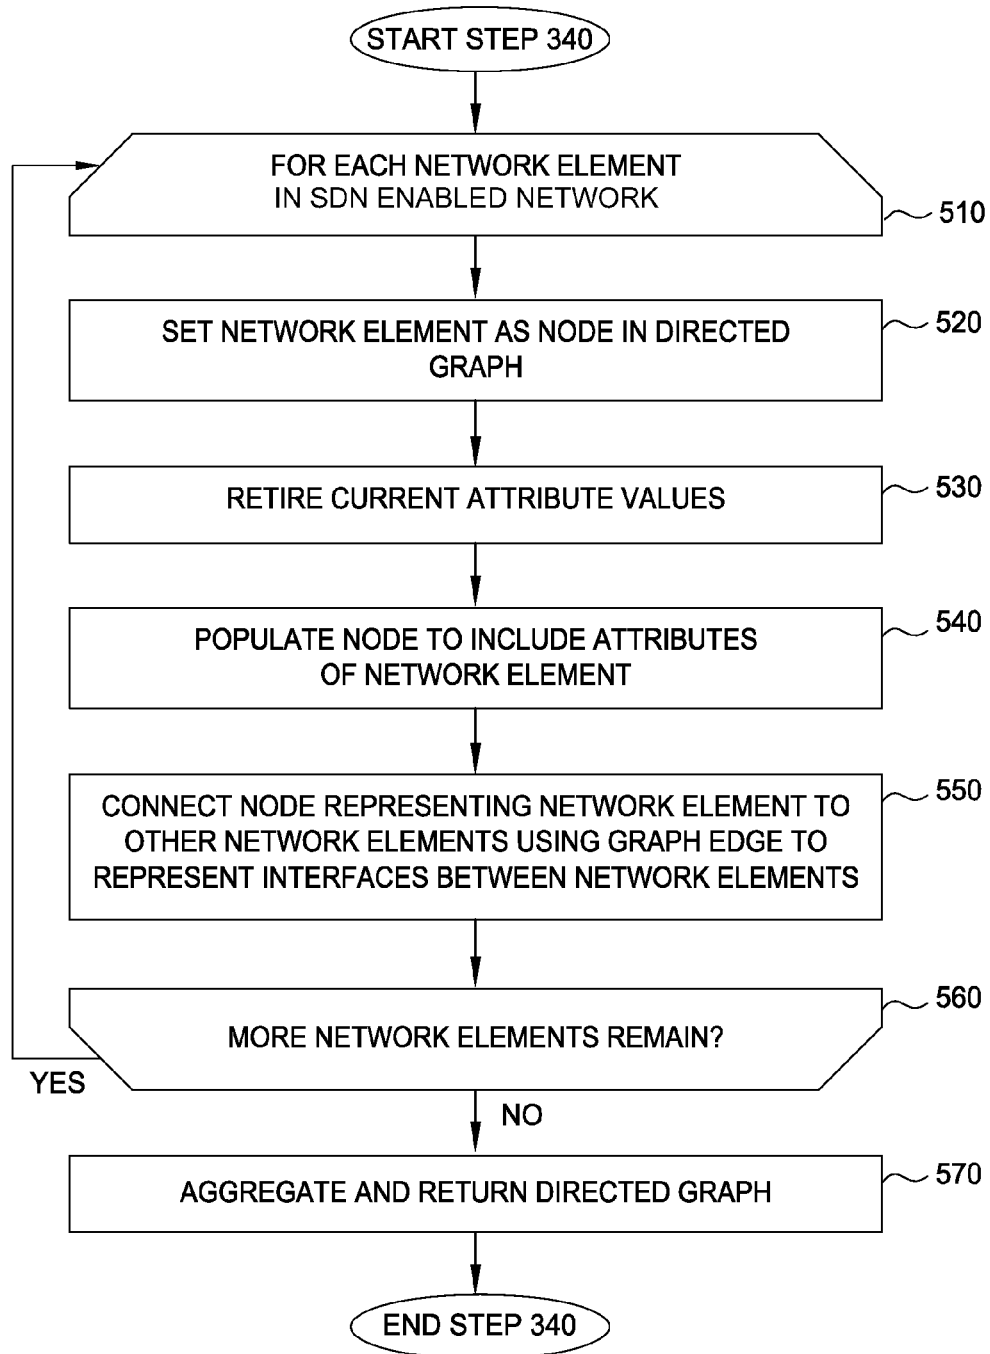 START STEP 340
FOR EACH NETWORK ELEMENT
IN SDN ENABLED NETWORK
510
SET NETWORK ELEMENT AS NODE IN DIRECTED
GRAPH
520
RETIRE CURRENT ATTRIBUTE VALUES
530
POPULATE NODE TO INCLUDE ATTRIBUTES
OF NETWORK ELEMENT
540
CONNECT NODE REPRESENTING NETWORK ELEMENT TO
OTHER NETWORK ELEMENTS USING GRAPH EDGE TO
REPRESENT INTERFACES BETWEEN NETWORK ELEMENTS
550
MORE NETWORK ELEMENTS REMAIN?
560
YES
NO
AGGREGATE AND RETURN DIRECTED GRAPH
570
END STEP 340